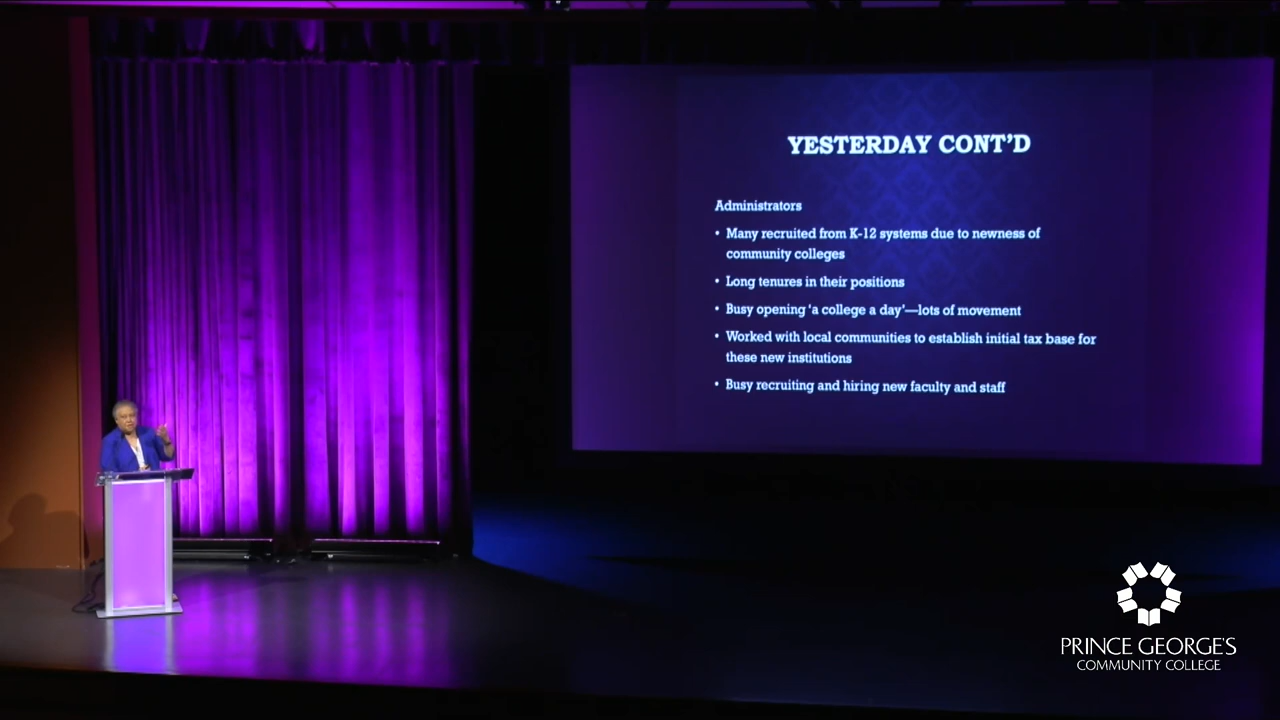 YESTERDAY CONT'D
Administrators
• Many recruited from K-12 systems due to newness of
community colleges
• Long tenures in their positions
• Busy opening 'a college a day'—lots of movement
• Worked with local communities to establish initial tax base for
these new institutions
• Busy recruiting and hiring new faculty and staff
PRINCE GEORGE'S
COMMUNITY COLLEGE